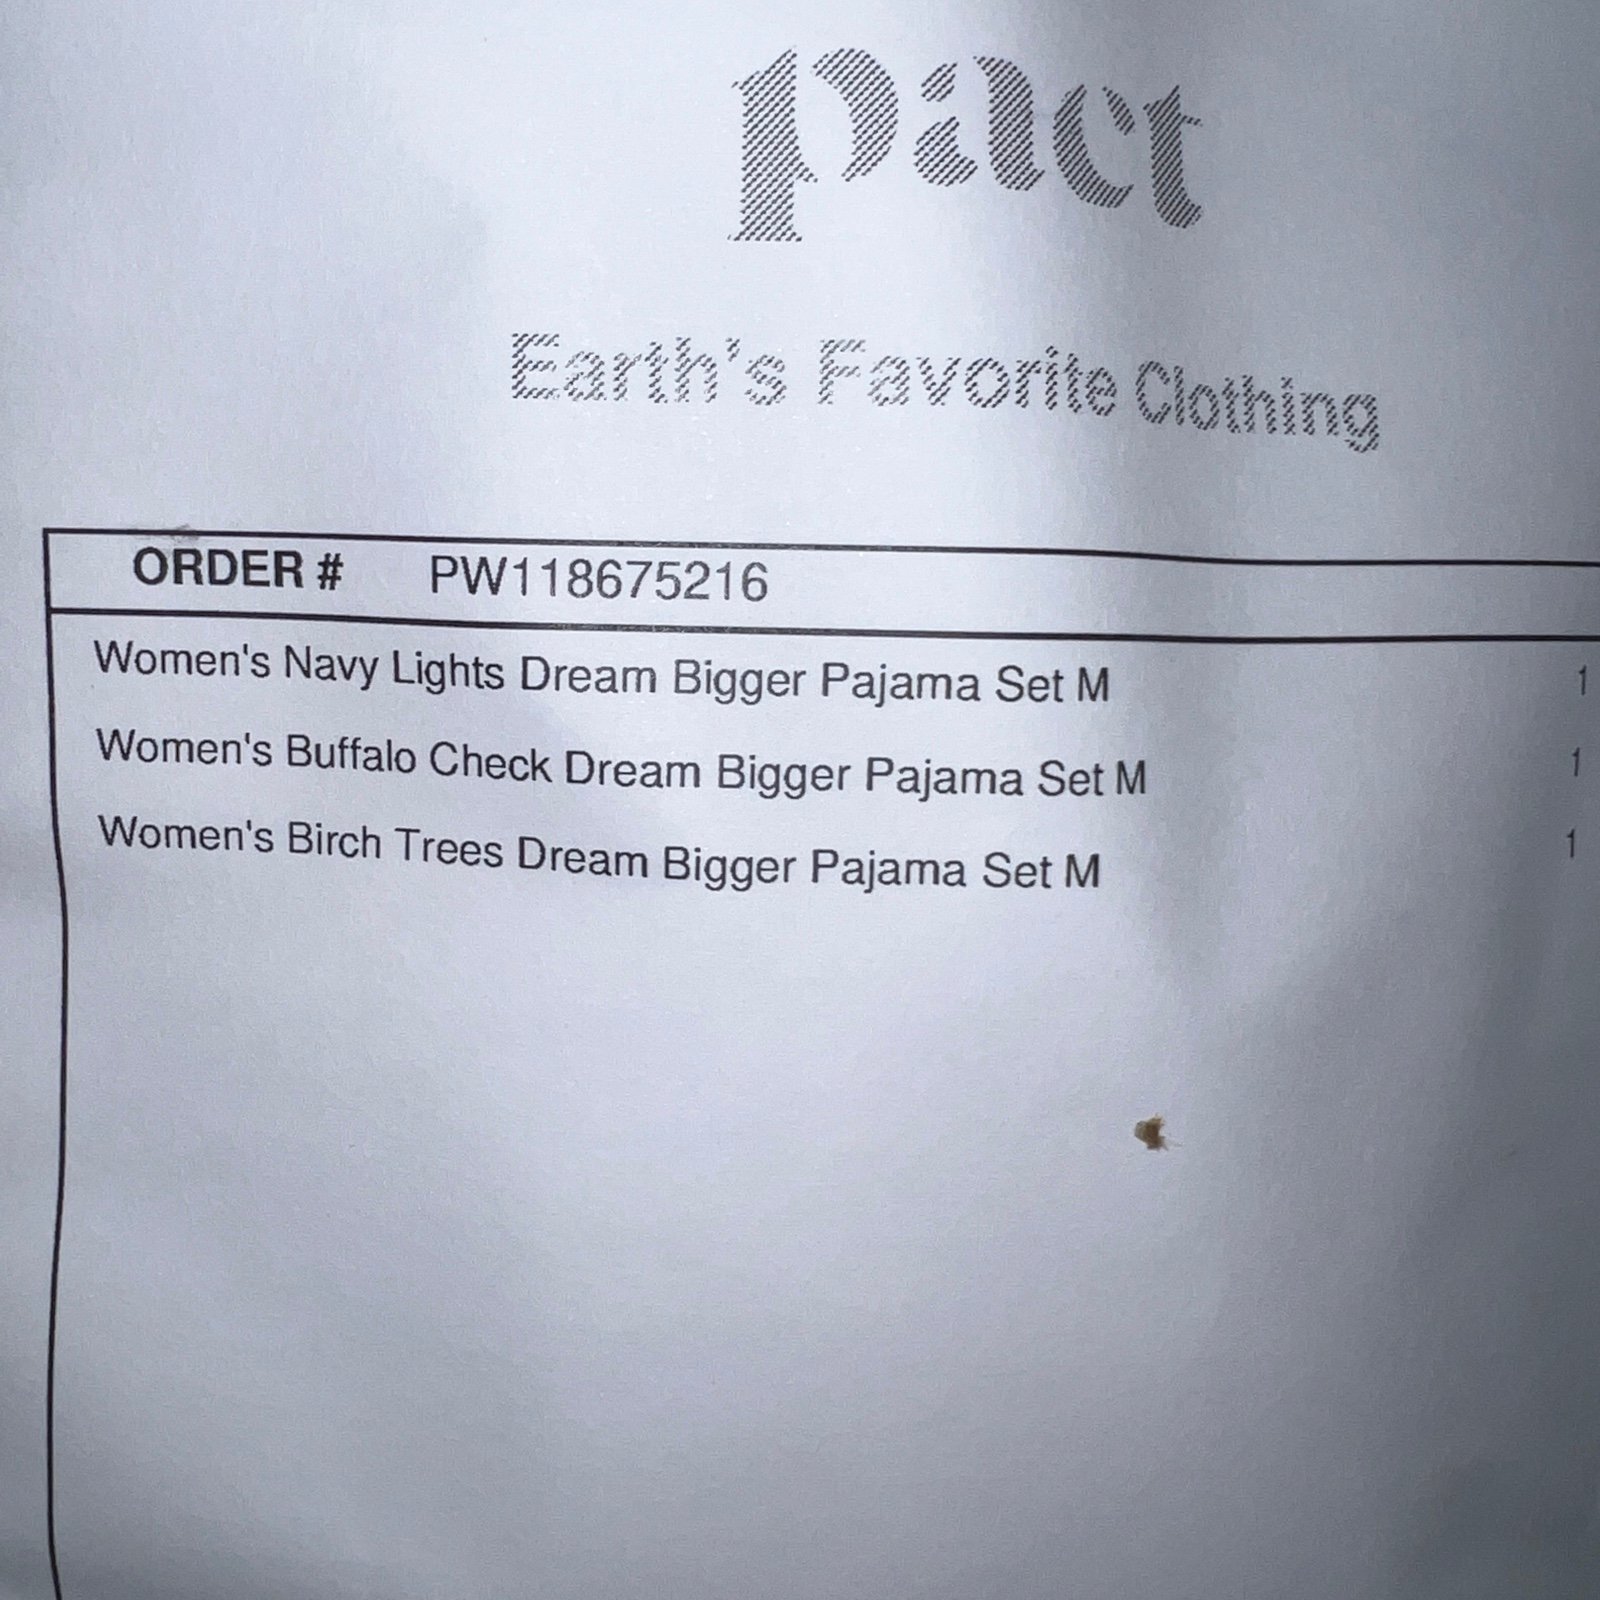 pact
Earth's Favorite Clothing
ORDER # PW118675216
Women's Navy Lights Dream Bigger Pajama Set M 1
Women's Buffalo Check Dream Bigger Pajama Set M 1
Women's Birch Trees Dream Bigger Pajama Set M 1